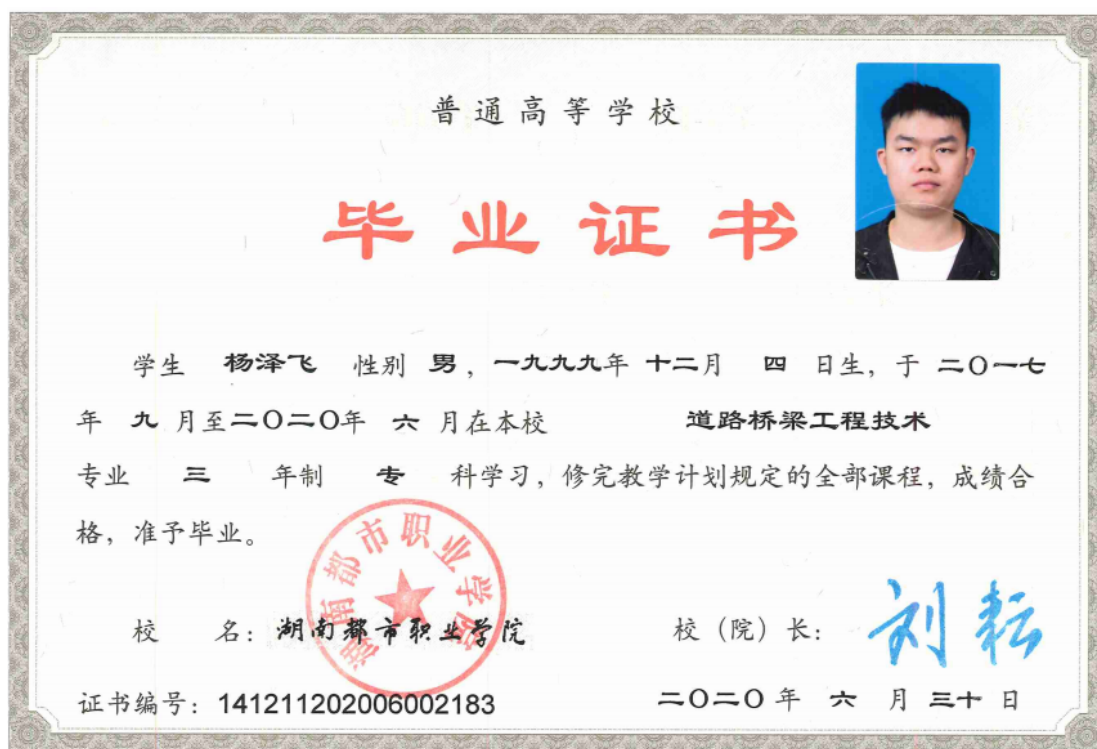 普通高等学校
毕业证书
学生 杨泽飞 性别 男，一九九九年 十二月 四 日生，于 二〇一七
年 九 月至二〇二〇年 六 月在本校 道路桥梁工程技术
专业 三 年制 专 科学习，修完教学计划规定的全部课程，成绩合
格，准予毕业。
湖南都市职业学院
校 名：湖南都市职业学院
校（院）长：刘耘
证书编号：141211202006002183
二〇二〇年 六 月 三十 日